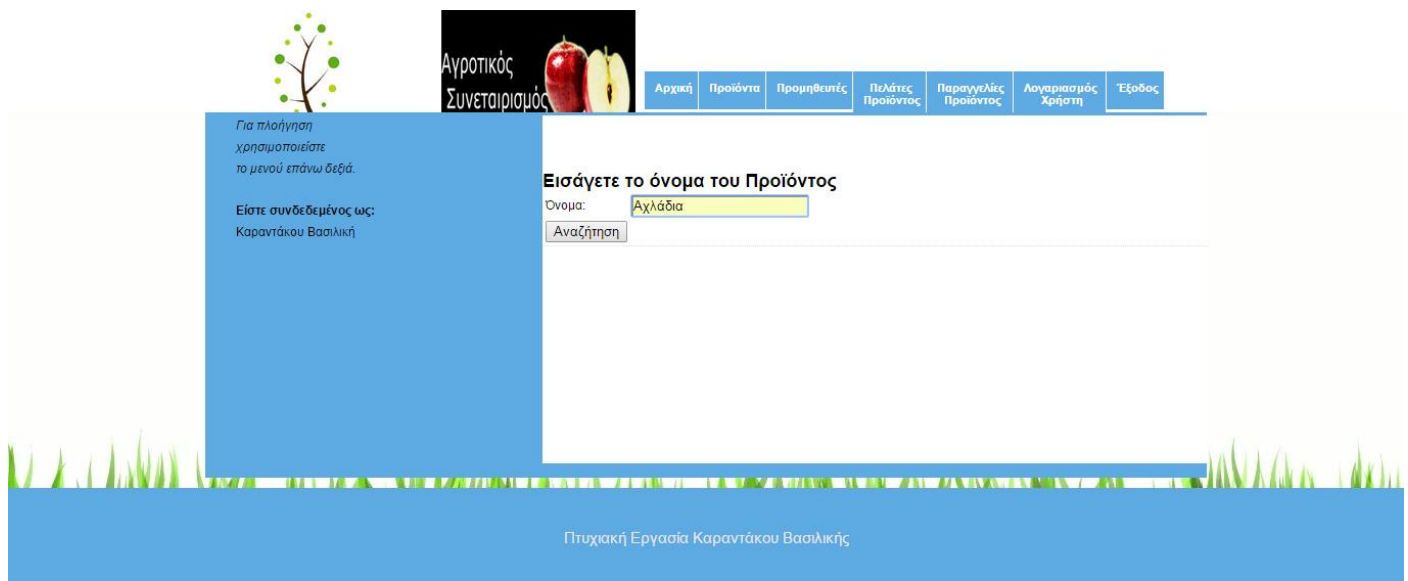 Αγροτικός
Συνεταιρισμός
Αρχική
Προϊόντα
Προμηθευτές
Πελάτες
Προϊόντος
Παραγγελίες
Προϊόντος
Λογαριασμός
Χρήστη
Έξοδος
Για πλοήγηση
χρησιμοποιείστε
το μενού επάνω δεξιά.
Είστε συνδεδεμένος ως:
Καραντάκου Βασιλική
Εισάγετε το όνομα του Προϊόντος
Όνομα: Αχλάδια
Αναζήτηση
Πτυχιακή Εργασία Καραντάκου Βασιλικής